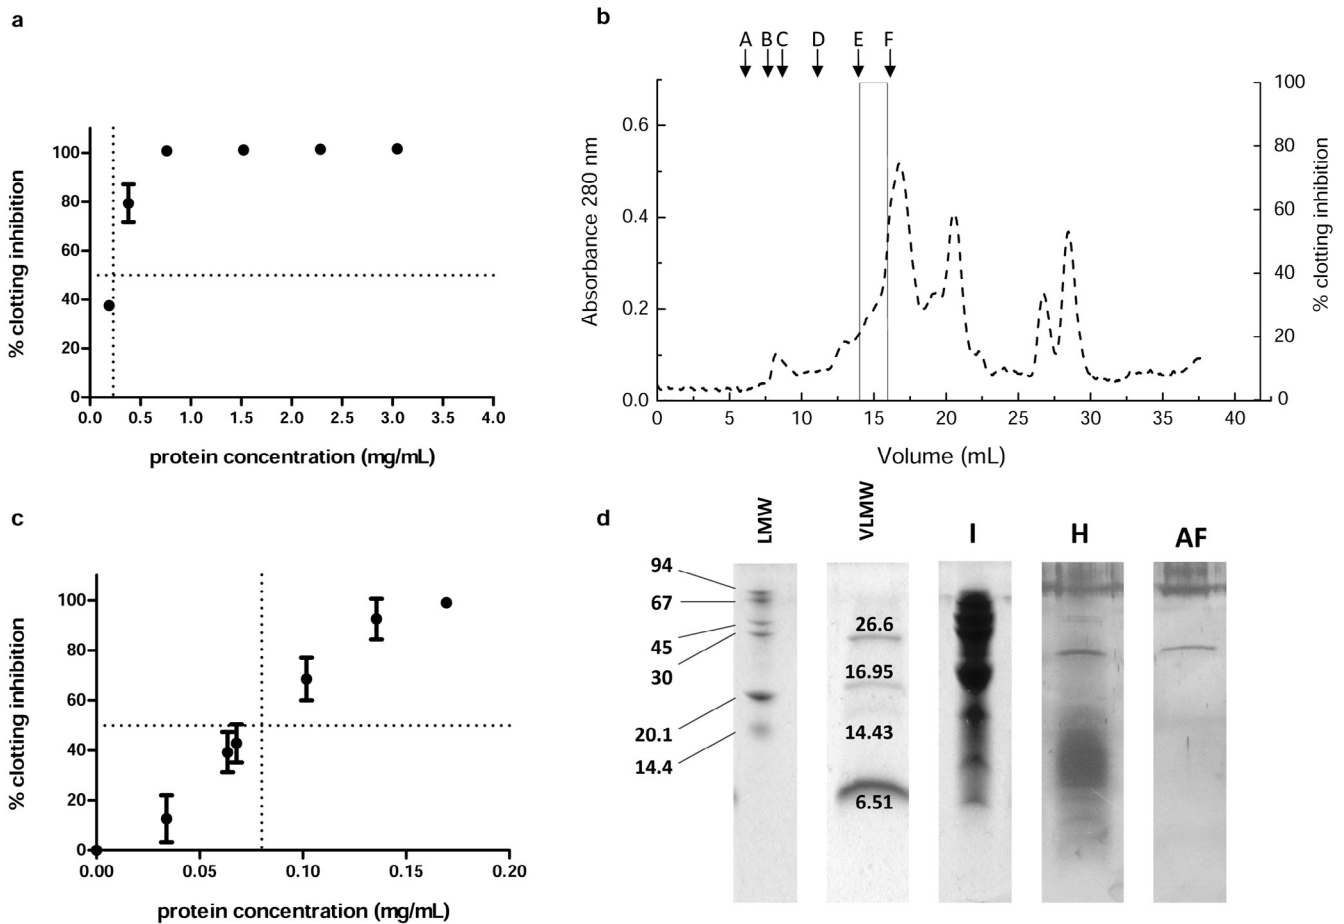 a
% clotting inhibition
100
80
60
40
20
0
0.0 0.5 1.0 1.5 2.0 2.5 3.0 3.5 4.0
protein concentration (mg/mL)
b
A B C D E F
Absorbance 280 nm
0.6
0.4
0.2
0.0
0 5 10 15 20 25 30 35 40
Volume (mL)
100
80
60
40
20
0
% clotting inhibition
c
% clotting inhibition
100
80
60
40
20
0
0.00 0.05 0.10 0.15 0.20
protein concentration (mg/mL)
d
LMW
VLMW
I
H
AF
94
67
45
30
20.1
14.4
26.6
16.95
14.43
6.51